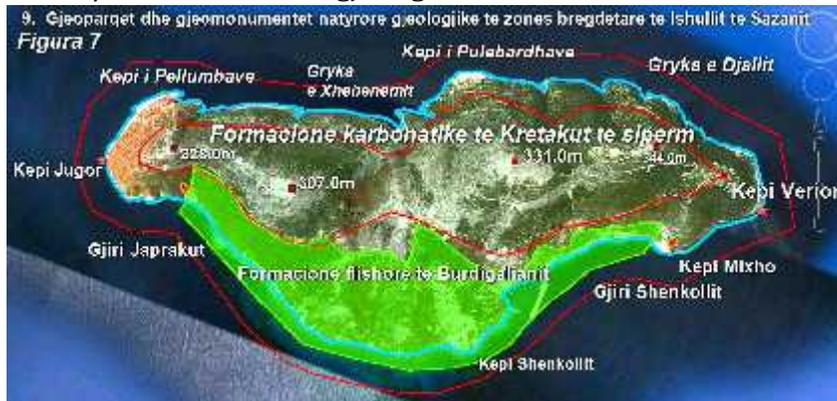 9. Gjeoparqet dhe gjeomonumentet natyrore gjeologjike te zones bregdetare te Ishullit te Sazanit
Figura 7
Kepi i Pulebardhave
Kepi i Pellumbave
Gryka
e Xhehenemit
Gryka e Djallit
Formacione karbonatike te Kretakut te siperm
328.0m
331.0m
Kepi Jugor
307.0m
Kepi Verior
Gjiri Japrakut
Formacione flishore te Burdigalianit
Kepi Mixho
Gjiri Shenkollit
Kepi Shenkollit